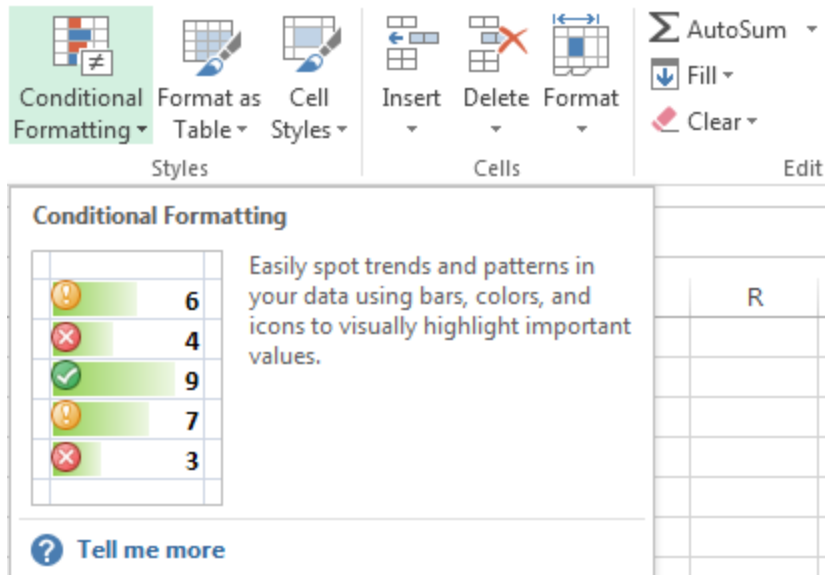 Conditional Formatting
Format as Table
Cell Styles
Insert
Delete
Format
AutoSum
Fill
Clear
Styles
Cells
Edit
Conditional Formatting
6
4
9
7
3
Easily spot trends and patterns in
your data using bars, colors, and
icons to visually highlight important
values.
R
? Tell me more